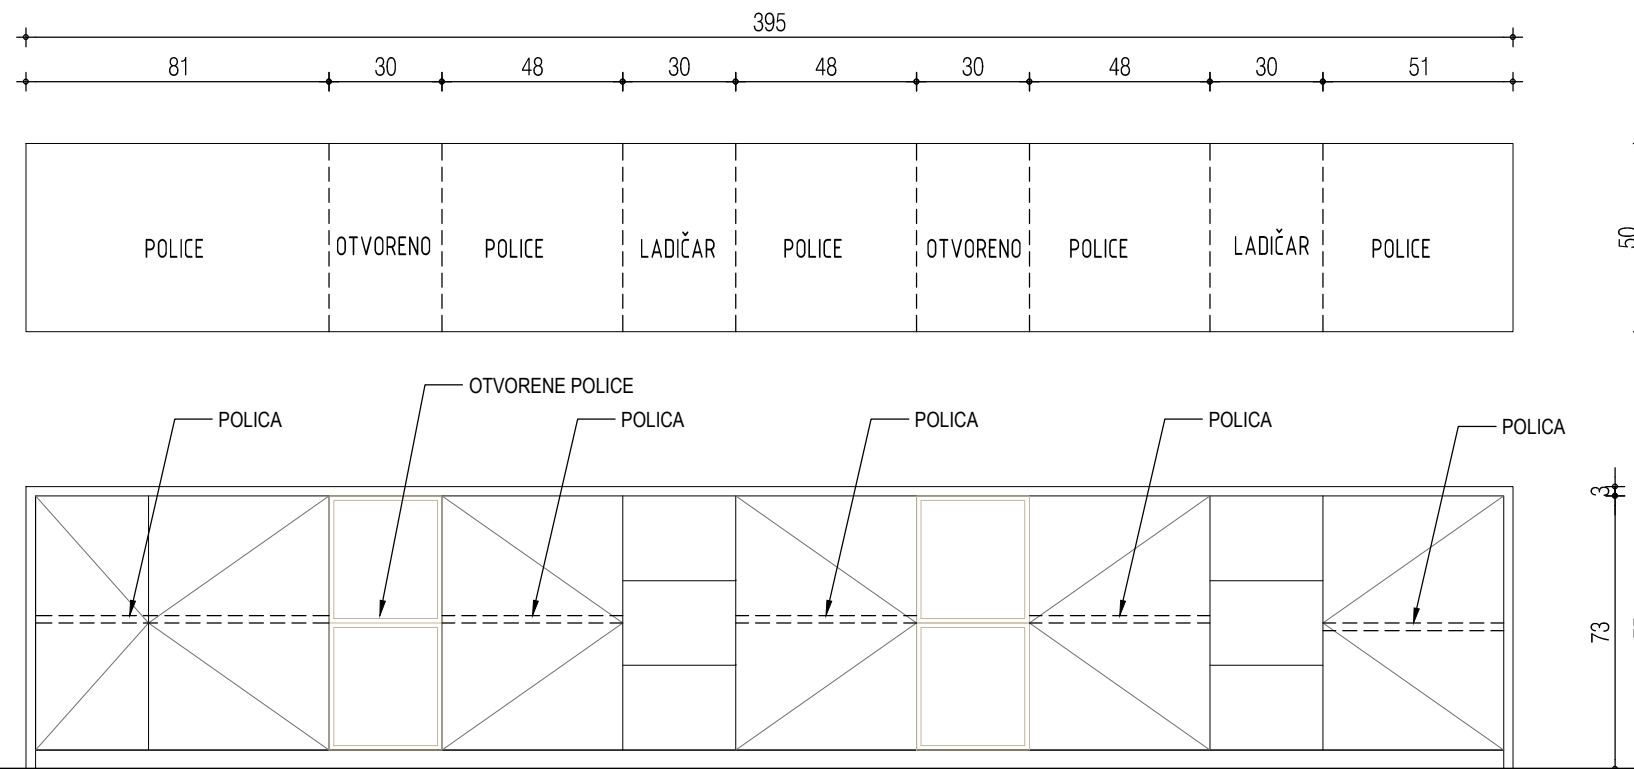 395
81 30 48 30 48 30 48 30 51
POLICE OTVORENO POLICE LADIČAR POLICE OTVORENO POLICE LADIČAR POLICE
50
OTVORENE POLICE
POLICA POLICA POLICA POLICA POLICA
3
73